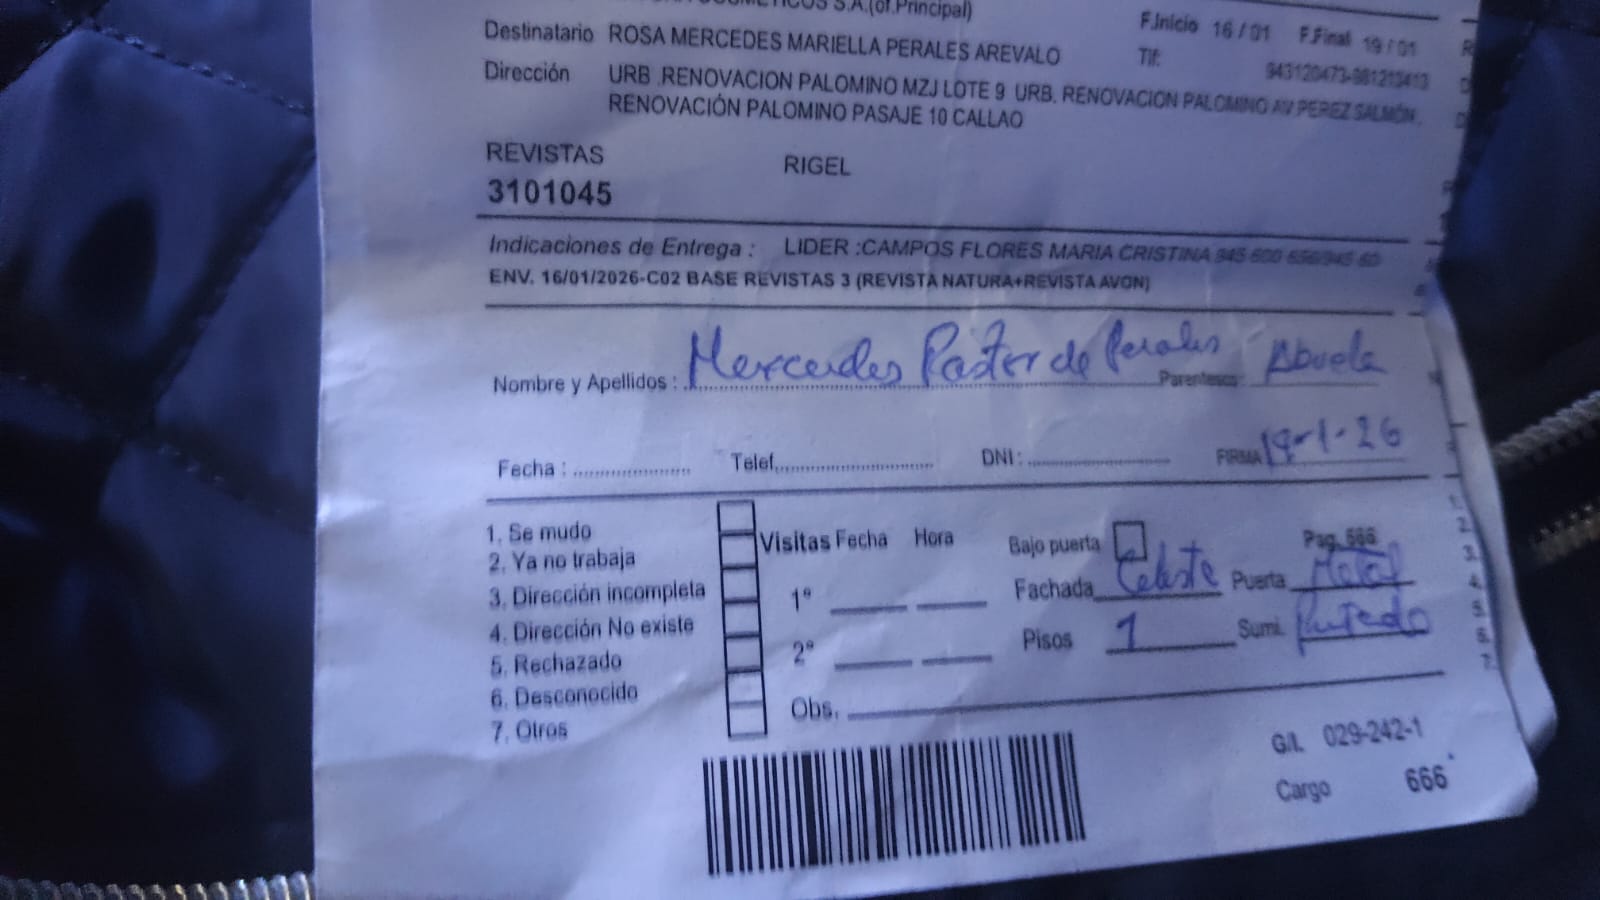 COSMETICOS S.A.(of.Principal)
F.Inicio 16 / 01 F.Final 19 / 01
Destinatario ROSA MERCEDES MARIELLA PERALES AREVALO
Tlf:
Dirección URB .RENOVACION PALOMINO MZJ LOTE 9 URB. RENOVACION PALOMINO AV PEREZ SALMÓN .
RENOVACIÓN PALOMINO PASAJE 10 CALLAO
REVISTAS RIGEL
3101045
Indicaciones de Entrega : LIDER :CAMPOS FLORES MARIA CRISTINA
ENV. 16/01/2026-C02 BASE REVISTAS 3 (REVISTA NATURA+REVISTA AVON)
Nombre y Apellidos : Mercedes Pastor de Perales Parentesco Abuela
Fecha : Telef. DNI : FIRMA 19-1-26
1. Se mudo
2. Ya no trabaja
3. Dirección incompleta
4. Dirección No existe
5. Rechazado
6. Desconocido
7. Otros
Visitas Fecha Hora
1º
2º
Obs.
Bajo puerta Pag. 666
Fachada Celeste Puerta Metal
Pisos 1 Sumi.
G/L 029-242-1
Cargo 666